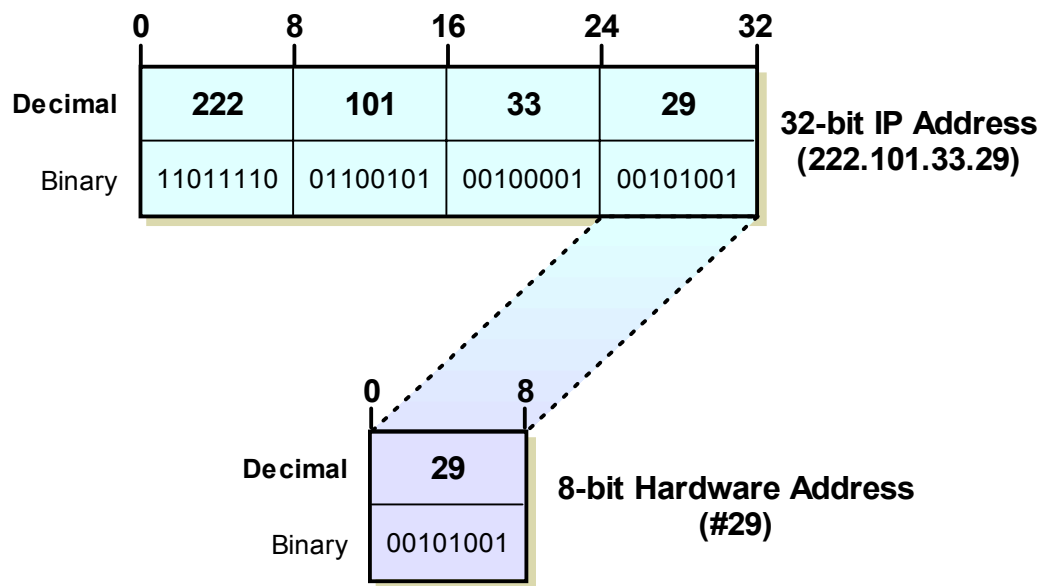 0 8 16 24 32
Decimal 222 101 33 29
32-bit IP Address
(222.101.33.29)
Binary 11011110 01100101 00100001 00101001
0 8
Decimal 29
8-bit Hardware Address
(#29)
Binary 00101001